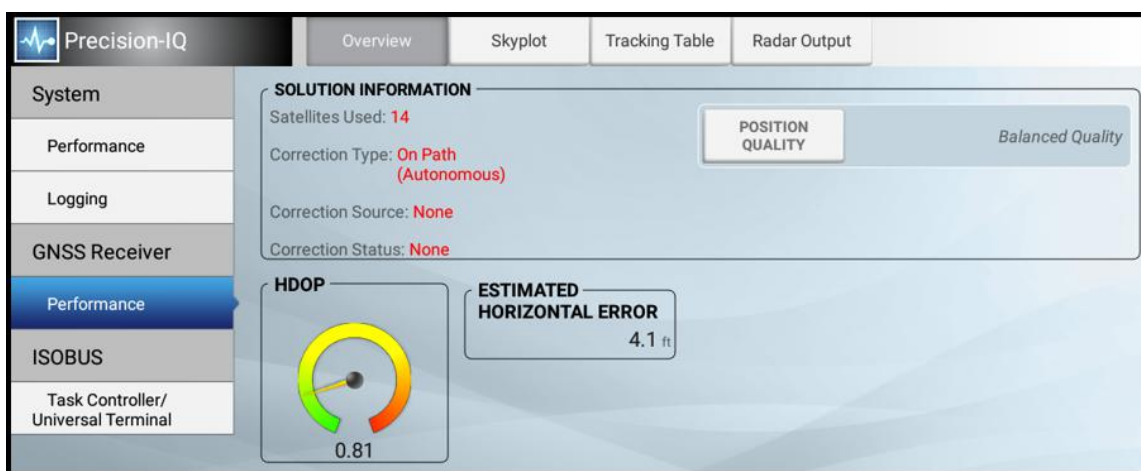 Precision-IQ
Overview
Skyplot
Tracking Table
Radar Output
System
Performance
Logging
GNSS Receiver
Performance
ISOBUS
Task Controller/
Universal Terminal
SOLUTION INFORMATION
Satellites Used: 14
Correction Type: On Path
(Autonomous)
Correction Source: None
Correction Status: None
POSITION
QUALITY
Balanced Quality
HDOP
0.81
ESTIMATED
HORIZONTAL ERROR
4.1 ft